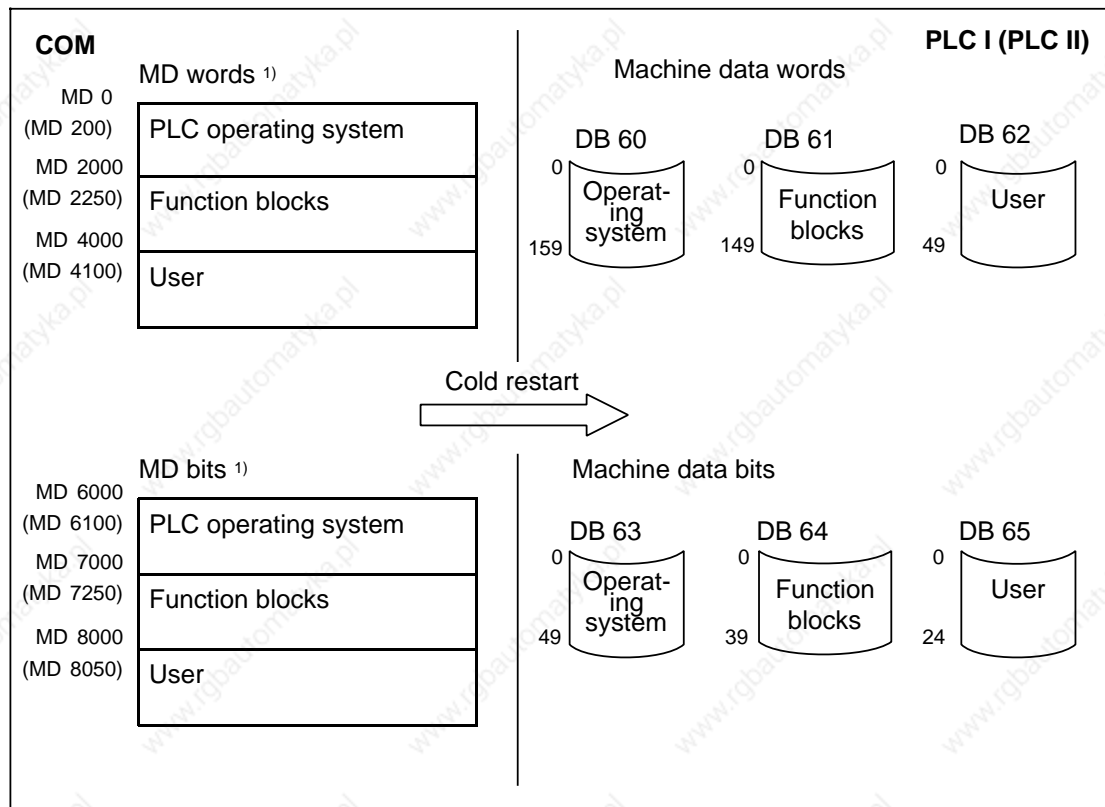 COM
PLC I (PLC II)
MD words 1)
MD 0
(MD 200)
PLC operating system
MD 2000
(MD 2250)
Function blocks
MD 4000
(MD 4100)
User
Machine data words
DB 60
0
Operat-
ing
system
159
DB 61
0
Function
blocks
149
DB 62
0
User
49
Cold restart
MD bits 1)
MD 6000
(MD 6100)
PLC operating system
MD 7000
(MD 7250)
Function blocks
MD 8000
(MD 8050)
User
Machine data bits
DB 63
0
Operat-
ing
system
49
DB 64
0
Function
blocks
39
DB 65
0
User
24
www.rgbautomatyka.pl